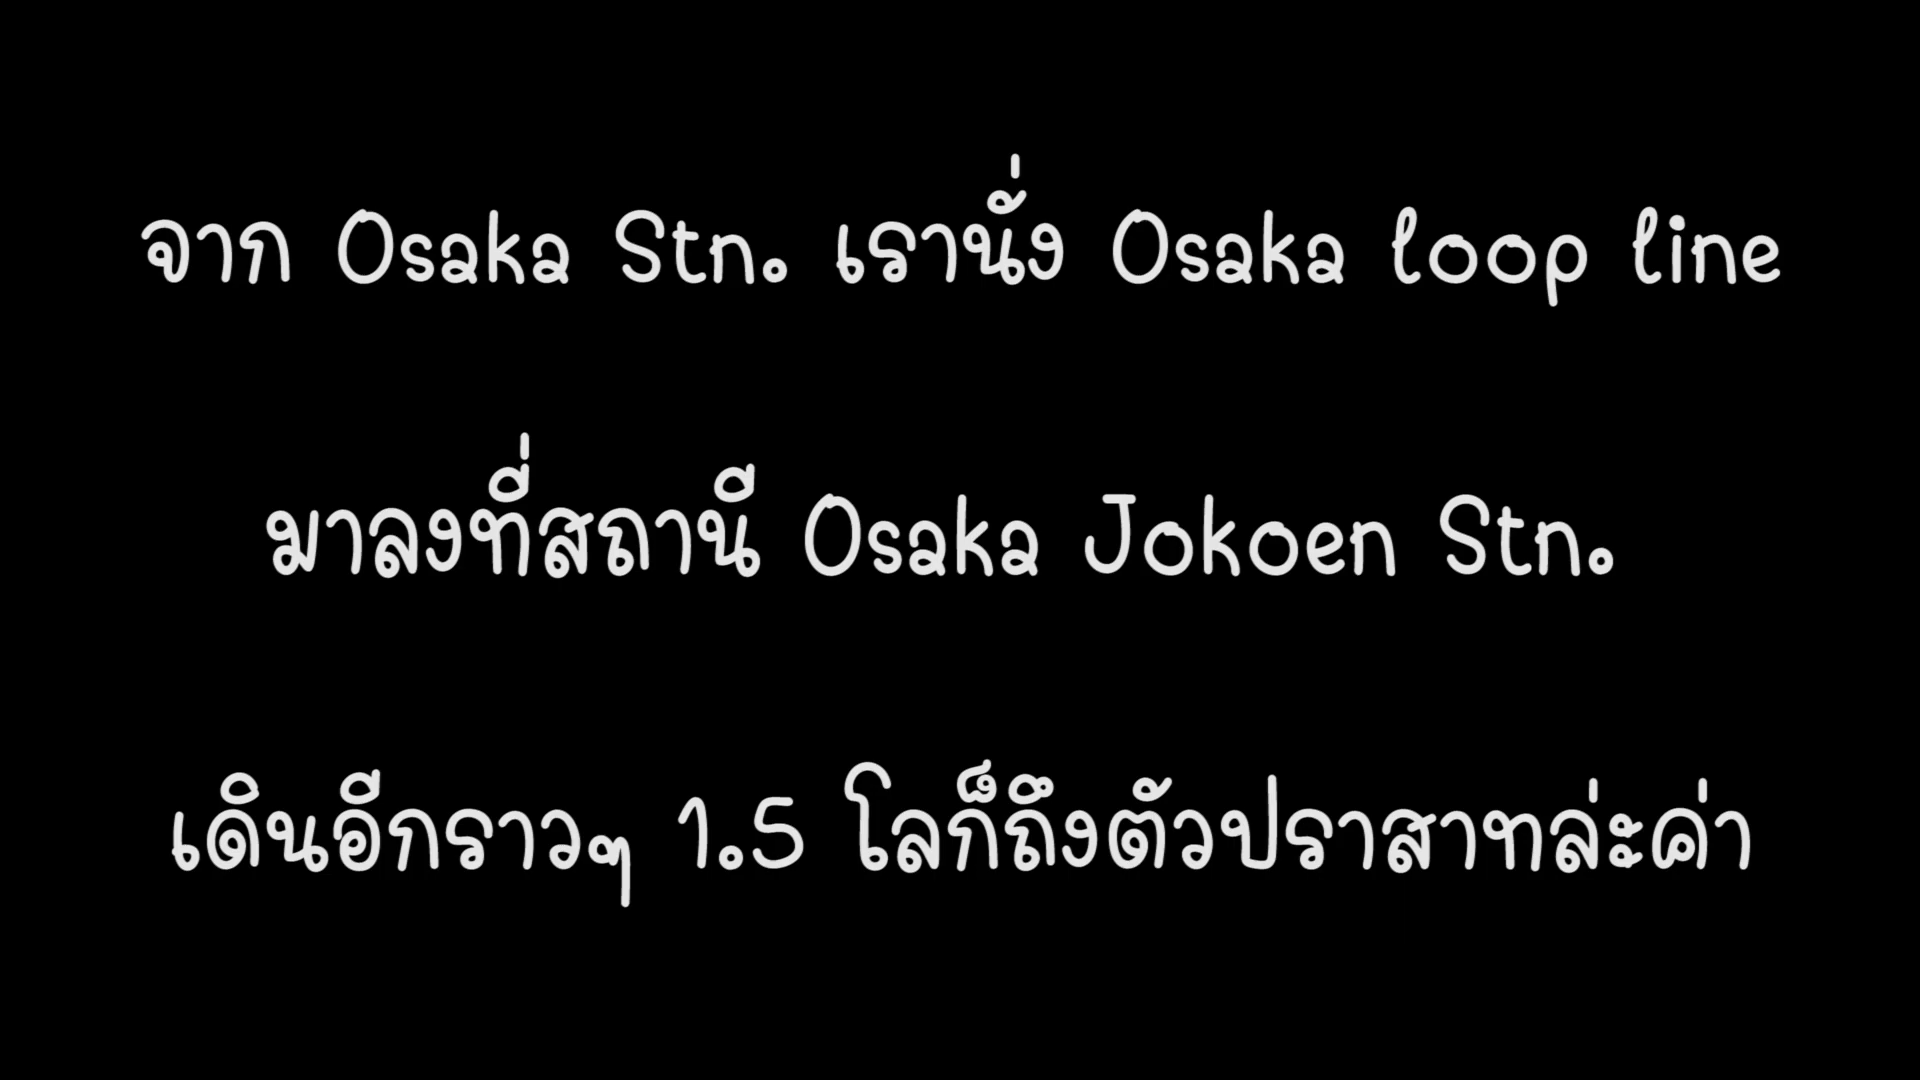 จาก Osaka Stn. เรานั่ง Osaka loop line
มาลงที่สถานี Osaka Jokoen Stn.
เดินอีกราวๆ 1.5 โลก็ถึงตัวปราสาทล่ะค่า